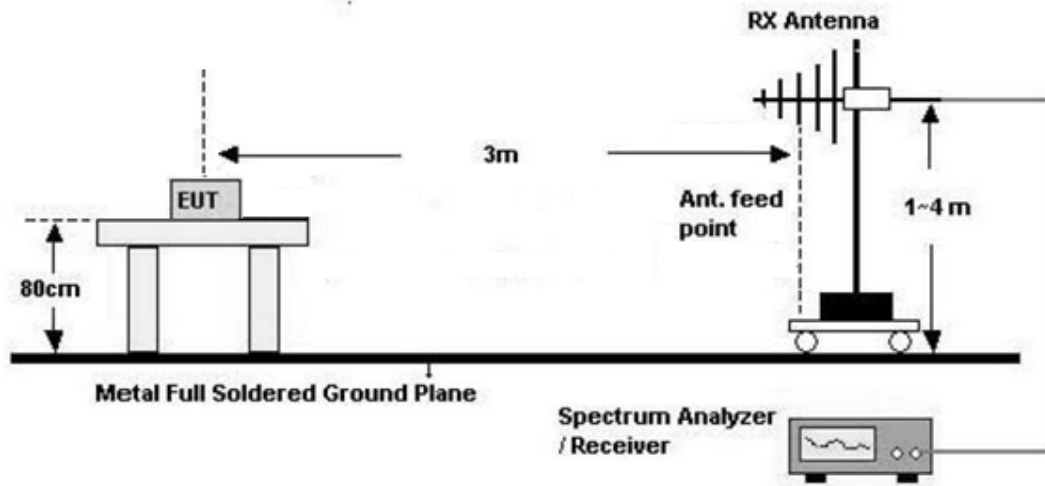 RX Antenna
3m
EUT
Ant. feed
point
1~4 m
80cm
Metal Full Soldered Ground Plane
Spectrum Analyzer
/ Receiver